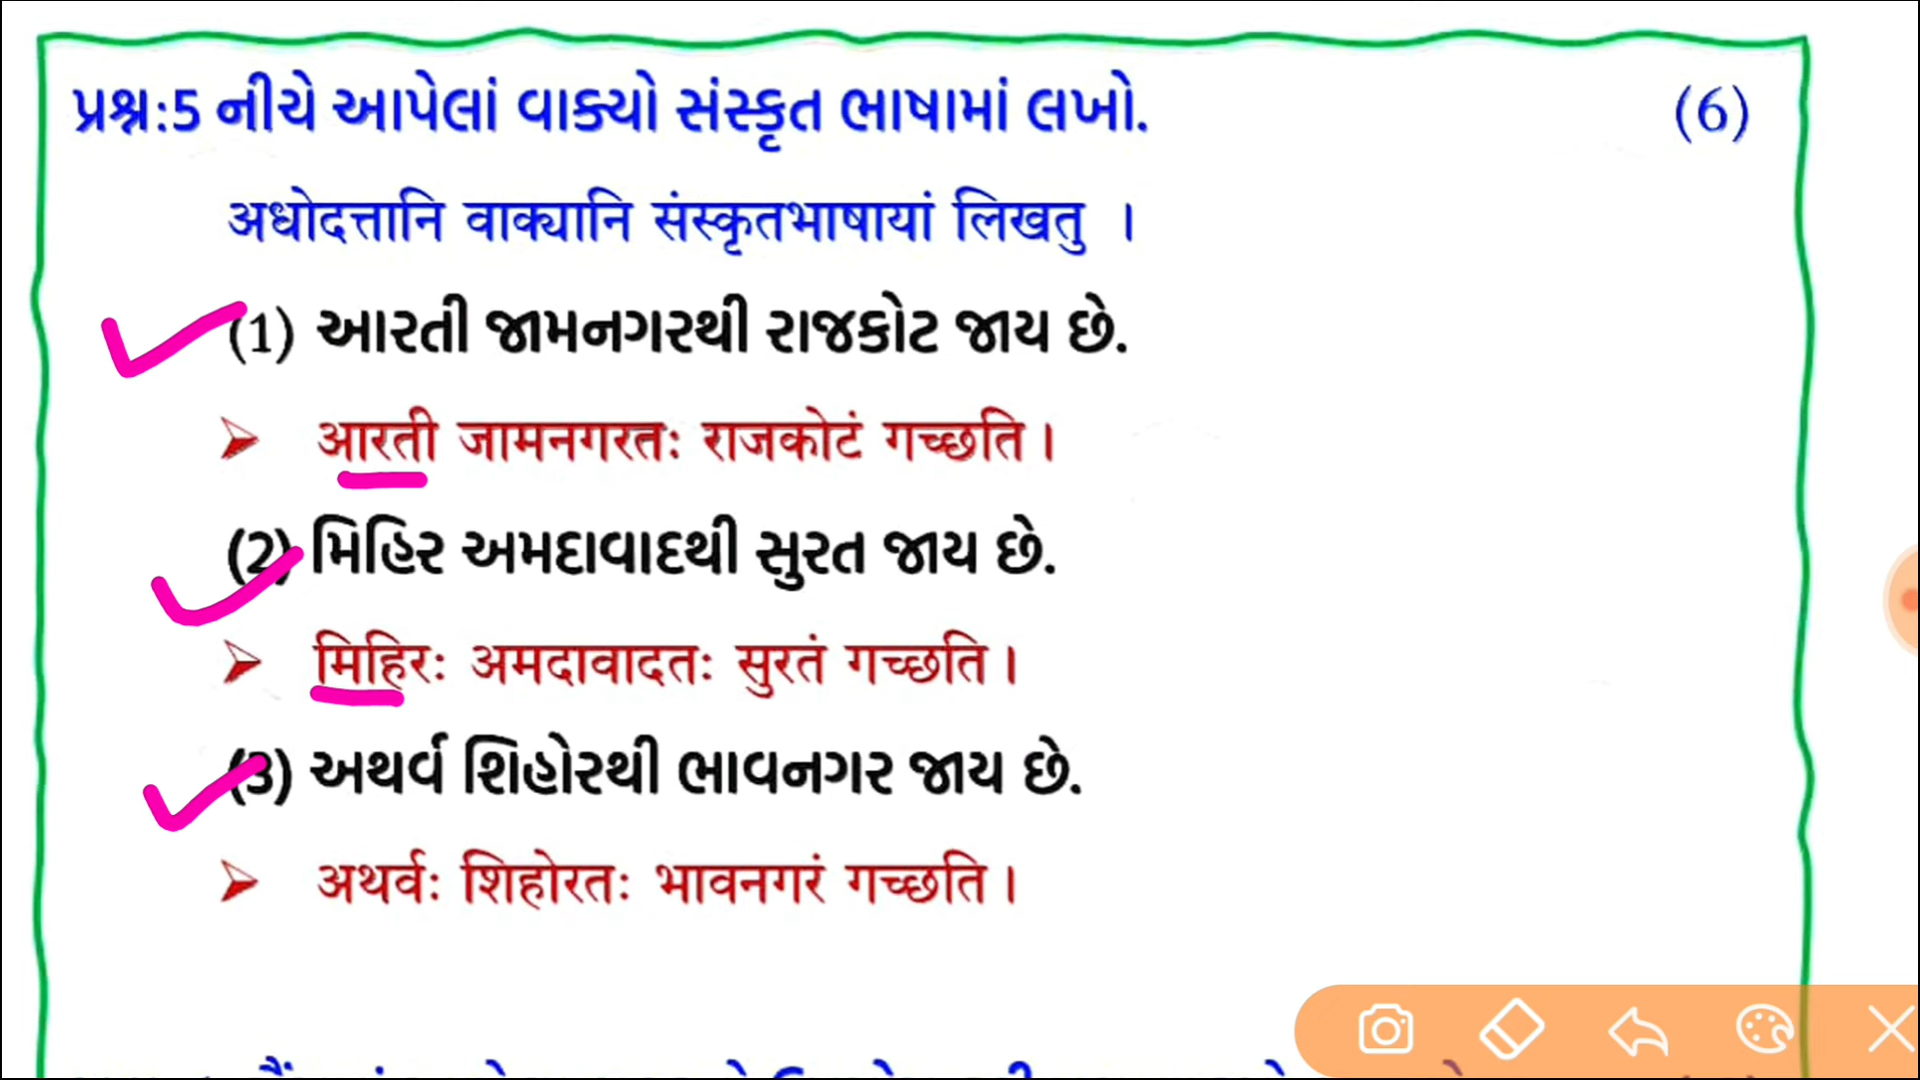 પ્રશ્ન:5 નીચે આપેલાં વાક્યો સંસ્કૃત ભાષામાં લખો. (6)
अधोदत्तानि वाक्यानि संस्कृतभाषायां लिखतु ।
(1) આરતી જામનગરથી રાજકોટ જાય છે.
➢ आरती जामनगरतः राजकोटं गच्छति।
(2) મિહિર અમદાવાદથી સુરત જાય છે.
➢ मिहिरः अमदावादतः सुरतं गच्छति।
(3) અથર્વ શિહોરથી ભાવનગર જાય છે.
➢ अथर्वः शिहोरतः भावनगरं गच्छति।